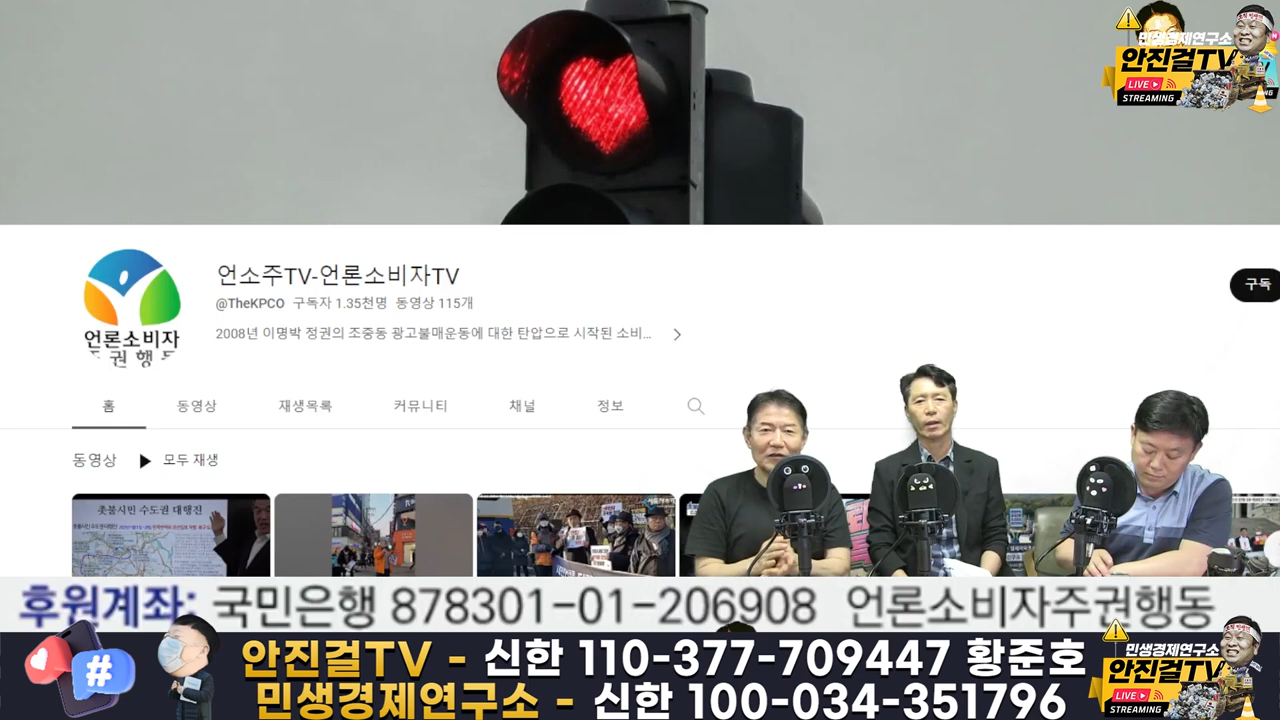 민생경제연구소
안진걸TV
LIVE
STREAMING
언소주TV-언론소비자TV
@TheKPCO 구독자 1.35천명 동영상 115개
2008년 이명박 정권의 조중동 광고불매운동에 대한 탄압으로 시작된 소비...
구독
언론소비자
주권행동
홈 동영상 재생목록 커뮤니티 채널 정보
동영상 모두 재생
촛불시민 수도권 대행진
후원계좌: 국민은행 878301-01-206908 언론소비자주권행동
#
안진걸TV - 신한 110-377-709447 황준호
민생경제연구소 - 신한 100-034-351796
민생경제연구소
안진걸TV
LIVE
STREAMING